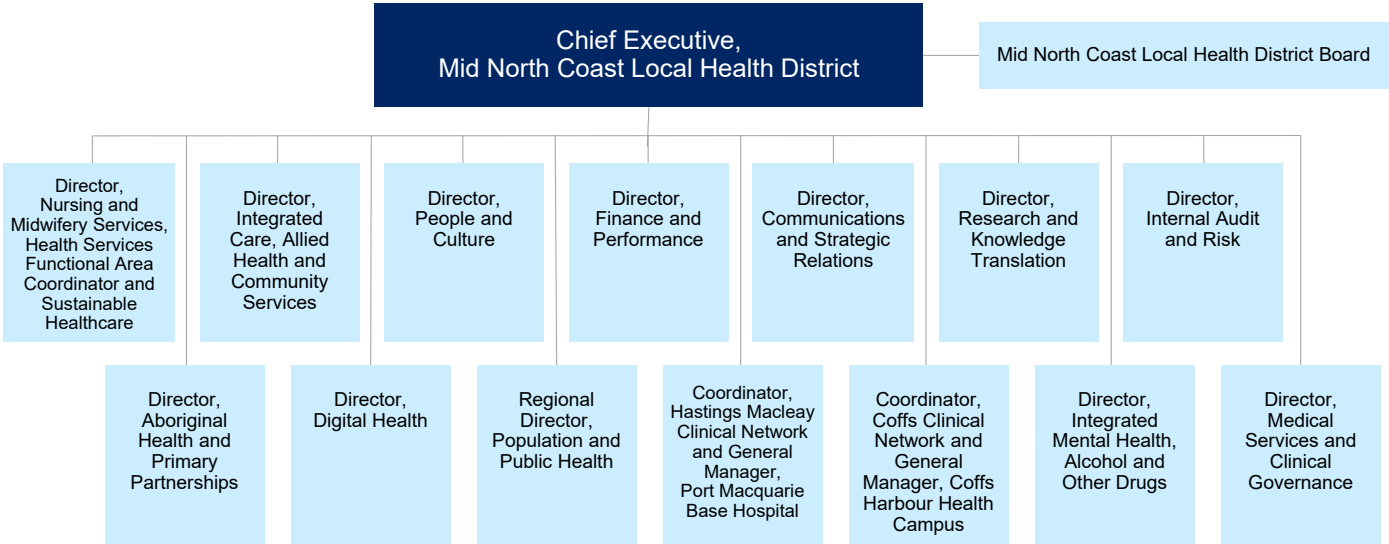 Chief Executive,
Mid North Coast Local Health District
Mid North Coast Local Health District Board
Director,
Nursing and
Midwifery Services,
Health Services
Functional Area
Coordinator and
Sustainable
Healthcare
Director,
Integrated
Care, Allied
Health and
Community
Services
Director,
People and
Culture
Director,
Finance and
Performance
Director,
Communications
and Strategic
Relations
Director,
Research and
Knowledge
Translation
Director,
Internal Audit
and Risk
Director,
Aboriginal
Health and
Primary
Partnerships
Director,
Digital Health
Regional
Director,
Population and
Public Health
Coordinator,
Hastings Macleay
Clinical Network
and General
Manager,
Port Macquarie
Base Hospital
Coordinator,
Coffs Clinical
Network and
General
Manager, Coffs
Harbour Health
Campus
Director,
Integrated
Mental Health,
Alcohol and
Other Drugs
Director,
Medical
Services and
Clinical
Governance